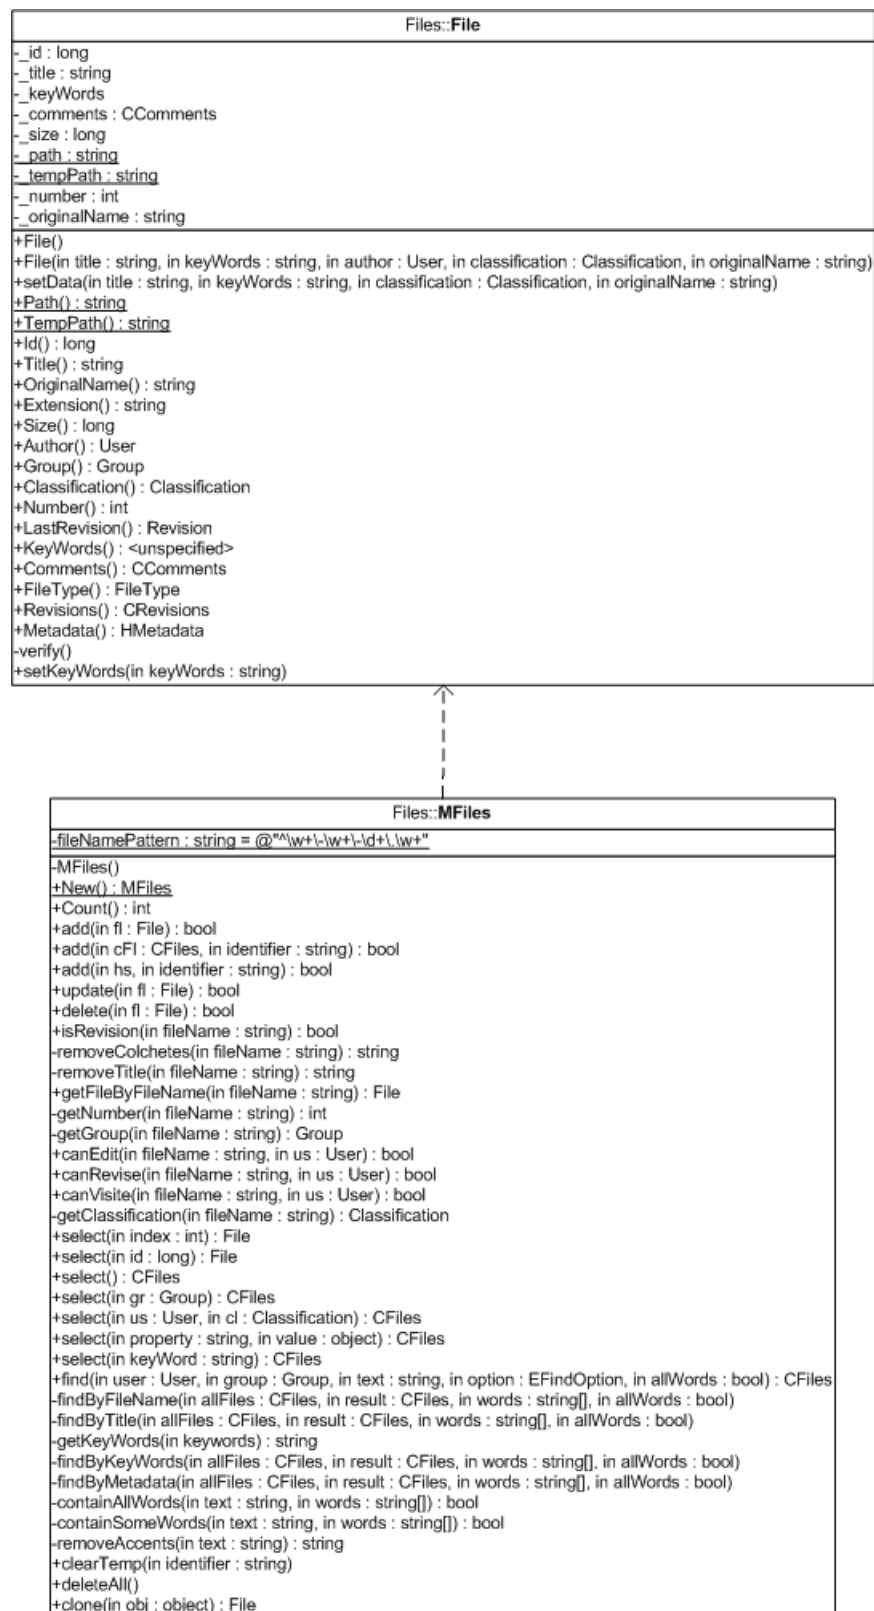 Files::File
-_id : long
-_title : string
-_keyWords
-_comments : CComments
-_size : long
-_path : string
-_tempPath : string
-_number : int
-_originalName : string
+File()
+File(in title : string, in keyWords : string, in author : User, in classification : Classification, in originalName : string)
+setData(in title : string, in keyWords : string, in classification : Classification, in originalName : string)
+Path() : string
+TempPath() : string
+Id() : long
+Title() : string
+OriginalName() : string
+Extension() : string
+Size() : long
+Author() : User
+Group() : Group
+Classification() : Classification
+Number() : int
+LastRevision() : Revision
+KeyWords() : <unspecified>
+Comments() : CComments
+FileType() : FileType
+Revisions() : CRevisions
+Metadata() : HMetadata
-verify()
+setKeyWords(in keyWords : string)
Files::MFiles
-fileNamePattern : string = @"^\w+\-\w+\-\d+\.\w+"
-MFiles()
+New() : MFiles
+Count() : int
+add(in fl : File) : bool
+add(in cFl : CFiles, in identifier : string) : bool
+add(in hs, in identifier : string) : bool
+update(in fl : File) : bool
+delete(in fl : File) : bool
+isRevision(in fileName : string) : bool
-removeColchetes(in fileName : string) : string
-removeTitle(in fileName : string) : string
+getFileByFileName(in fileName : string) : File
-getNumber(in fileName : string) : int
-getGroup(in fileName : string) : Group
+canEdit(in fileName : string, in us : User) : bool
+canRevise(in fileName : string, in us : User) : bool
+canVisite(in fileName : string, in us : User) : bool
-getClassification(in fileName : string) : Classification
+select(in index : int) : File
+select(in id : long) : File
+select() : CFiles
+select(in gr : Group) : CFiles
+select(in us : User, in cl : Classification) : CFiles
+select(in property : string, in value : object) : CFiles
+select(in keyWord : string) : CFiles
+find(in user : User, in group : Group, in text : string, in option : EFindOption, in allWords : bool) : CFiles
-findByFileName(in allFiles : CFiles, in result : CFiles, in words : string[], in allWords : bool)
-findByTitle(in allFiles : CFiles, in result : CFiles, in words : string[], in allWords : bool)
-getKeyWords(in keywords) : string
-findByKeyWords(in allFiles : CFiles, in result : CFiles, in words : string[], in allWords : bool)
-findByMetadata(in allFiles : CFiles, in result : CFiles, in words : string[], in allWords : bool)
-containAllWords(in text : string, in words : string[]) : bool
-containSomeWords(in text : string, in words : string[]) : bool
-removeAccents(in text : string) : string
+clearTemp(in identifier : string)
+deleteAll()
+clone(in obj : object) : File